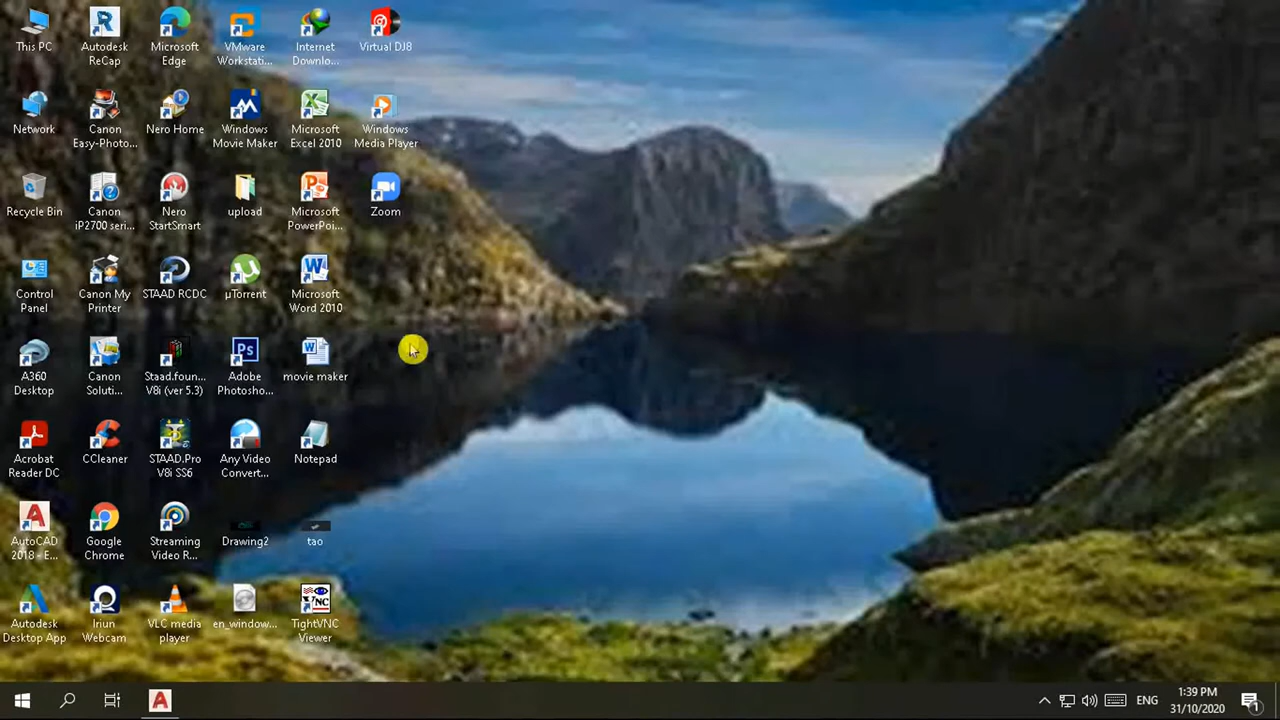 This PC
Autodesk
ReCap
Microsoft
Edge
VMware
Workstati...
Internet
Downlo...
Virtual DJ8
Network
Canon
Easy-Photo...
Nero Home
Windows
Movie Maker
Microsoft
Excel 2010
Windows
Media Player
Recycle Bin
Canon
iP2700 seri...
Nero
StartSmart
upload
Microsoft
PowerPoi...
Zoom
Control
Panel
Canon My
Printer
STAAD RCDC
µTorrent
Microsoft
Word 2010
A360
Desktop
Canon
Soluti...
Staad.foun...
V8i (ver 5.3)
Ps
Adobe
Photosho...
movie maker
Acrobat
Reader DC
CCleaner
STAAD.Pro
V8i SS6
Any Video
Convert...
Notepad
AutoCAD
2018 - E...
Google
Chrome
Streaming
Video R...
Drawing2
tao
Autodesk
Desktop App
Iriun
Webcam
VLC media
player
en_window...
VNC
TightVNC
Viewer
ENG
1:39 PM
31/10/2020
1